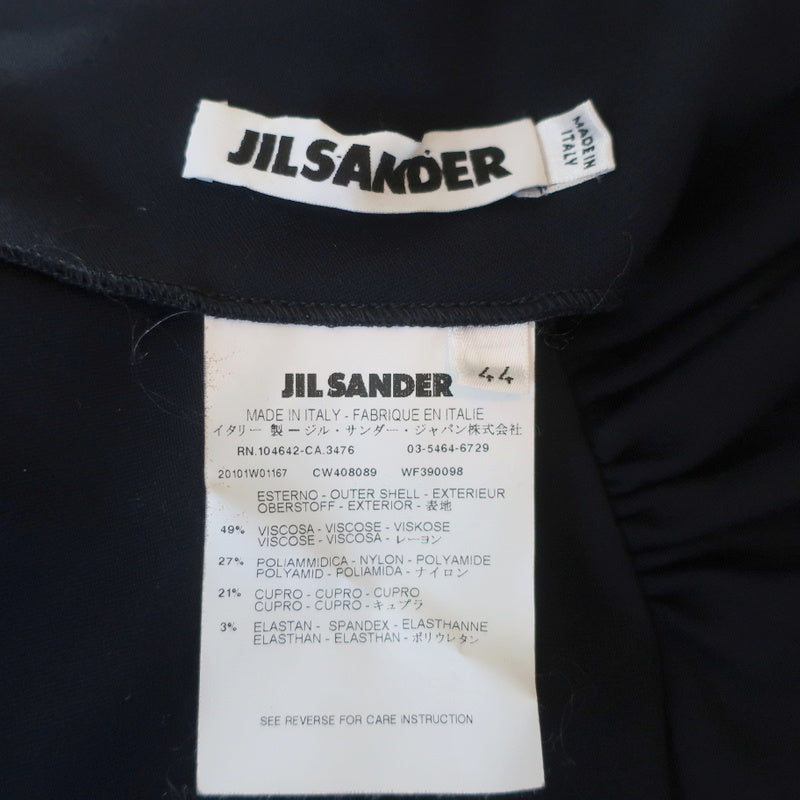 JIL SANDER
MADE IN
ITALY
44
JIL SANDER
MADE IN ITALY - FABRIQUE EN ITALIE
イタリー 製 ー ジル・サンダー・ジャパン株式会社
RN.104642-CA.3476 03-5464-6729
20101W01167 CW408089 WF390098
ESTERNO - OUTER SHELL - EXTERIEUR
OBERSTOFF - EXTERIOR - 表地
49% VISCOSA - VISCOSE - VISKOSE
VISCOSE - VISCOSA - レーヨン
27% POLIAMMIDICA - NYLON - POLYAMIDE
POLYAMID - POLIAMIDA - ナイロン
21% CUPRO - CUPRO - CUPRO
CUPRO - CUPRO - キュプラ
3% ELASTAN - SPANDEX - ELASTHANNE
ELASTHAN - ELASTHAN - ポリウレタン
SEE REVERSE FOR CARE INSTRUCTION